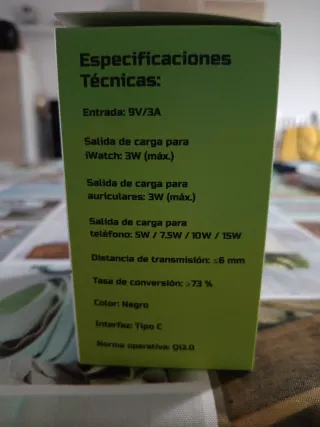 Especificaciones
Técnicas:
Entrada: 9V/3A
Salida de carga para
iWatch: 3W (máx.)
Salida de carga para
auriculares: 3W (máx.)
Salida de carga para
teléfono: 5W / 7.5W / 10W / 15W
Distancia de transmisión: ≤6 mm
Tasa de conversión: ≥73 %
Color: Negro
Interfaz: Tipo C
Norma operativa: QI3.0